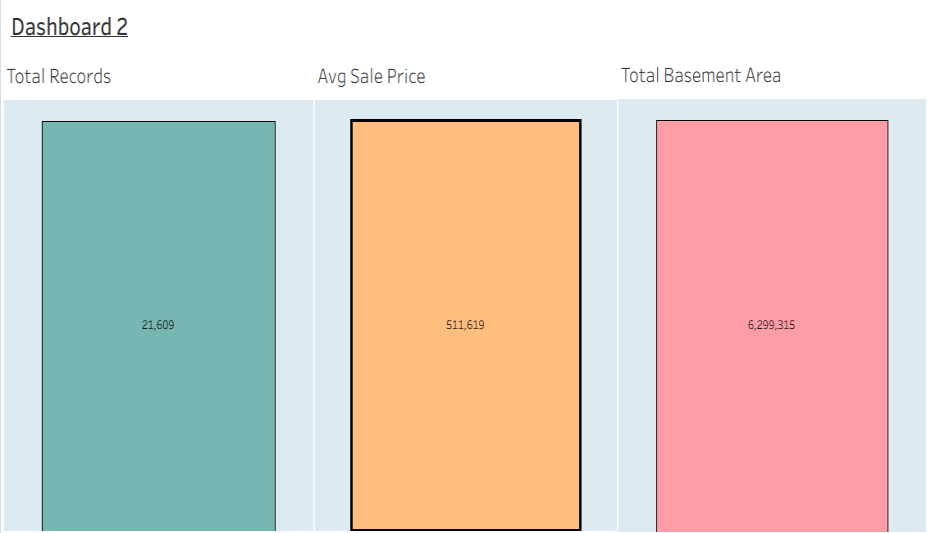 Dashboard 2
Total Records
Avg Sale Price
Total Basement Area
21,609
511,619
6,299,315